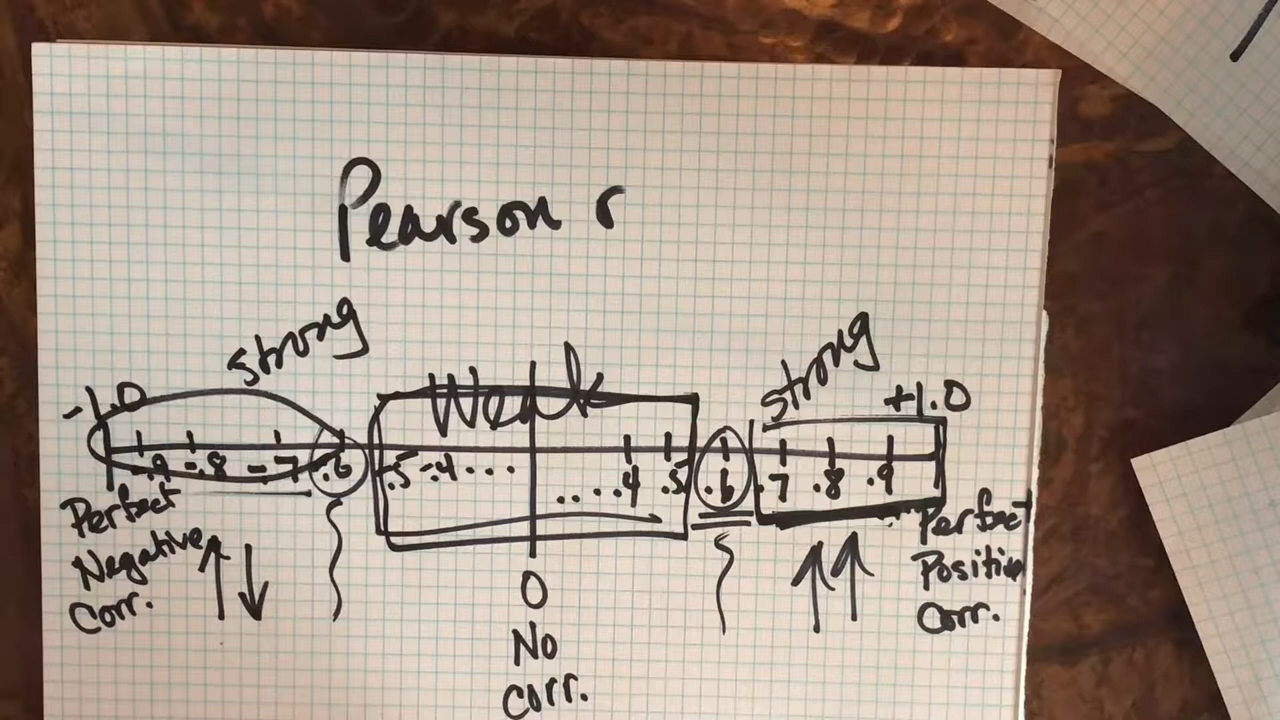 Pearson r
strong
Weak
strong
-1.0
+1.0
-.9 -.8 -.7 -.6 .5 -.4 ... .... .4 .5 .6 .7 .8 .9
Perfect
Negative
Corr.
0
No
Corr.
Perfect
Positive
Corr.